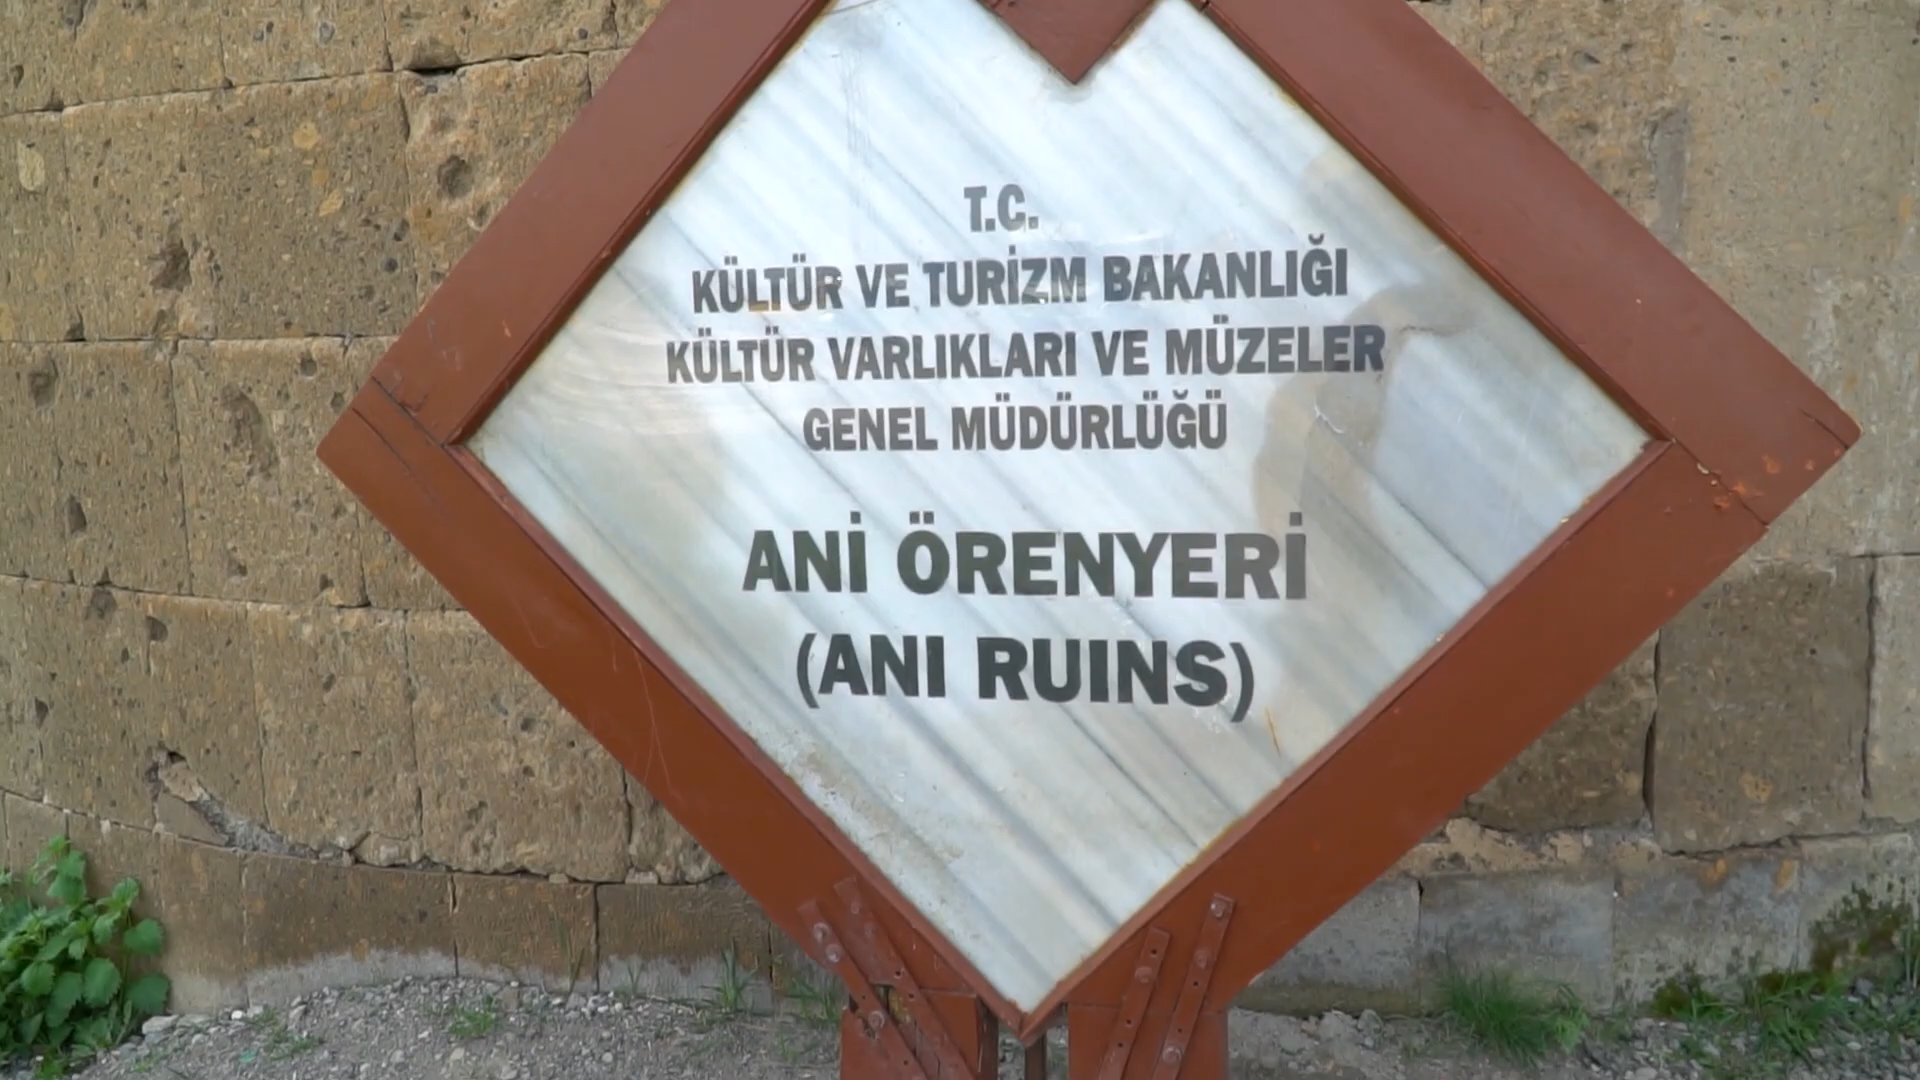 T.C.
KÜLTÜR VE TURİZM BAKANLIĞI
KÜLTÜR VARLIKLARI VE MÜZELER
GENEL MÜDÜRLÜĞÜ
ANİ ÖRENYERİ
(ANI RUINS)